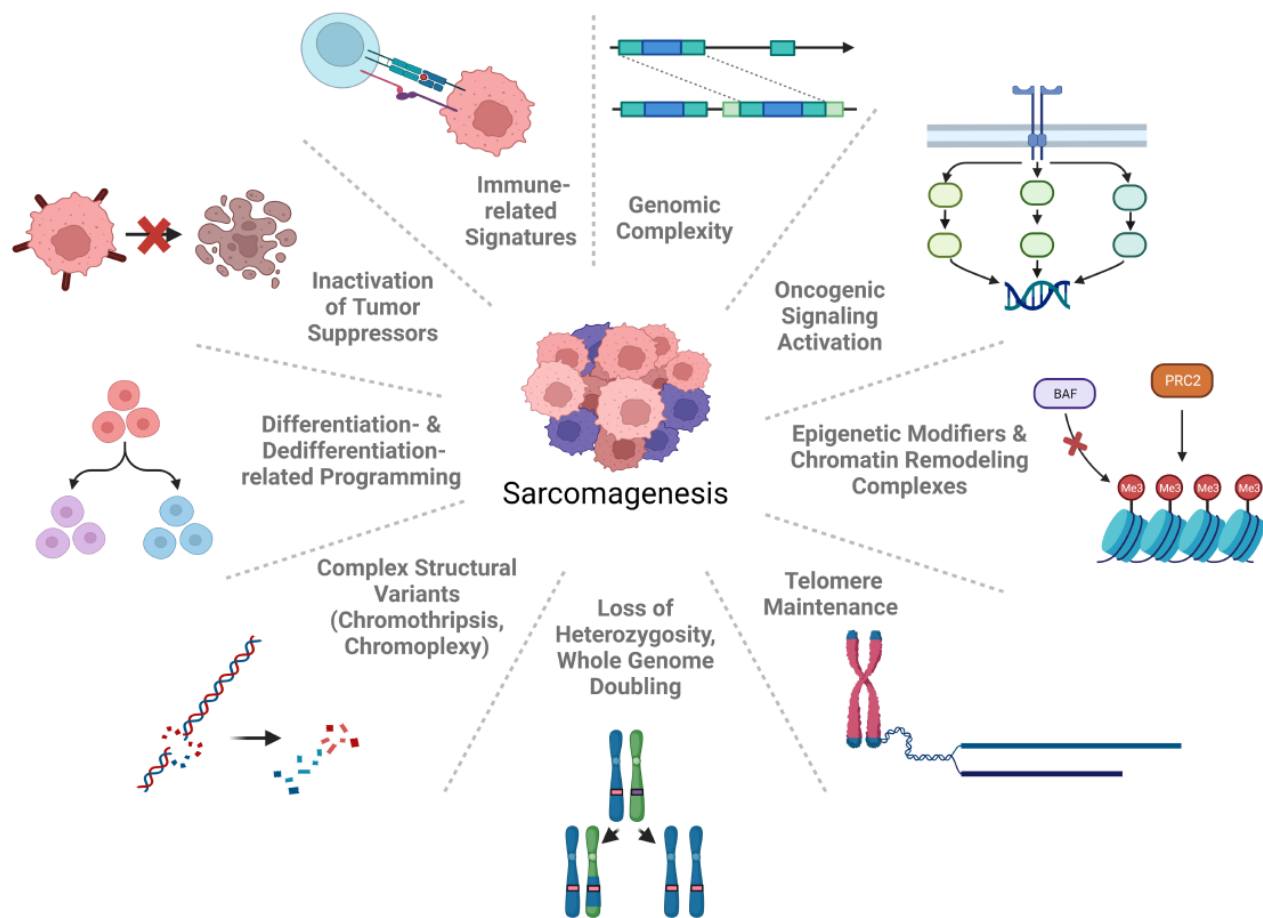 Immune-
related
Signatures
Genomic
Complexity
Inactivation
of Tumor
Suppressors
Oncogenic
Signaling
Activation
Differentiation- &
Dedifferentiation-
related Programming
Sarcomagenesis
Epigenetic Modifiers &
Chromatin Remodeling
Complexes
BAF
PRC2
Me3
Me3
Me3
Me3
Complex Structural
Variants
(Chromothripsis,
Chromoplexy)
Loss of
Heterozygosity,
Whole Genome
Doubling
Telomere
Maintenance